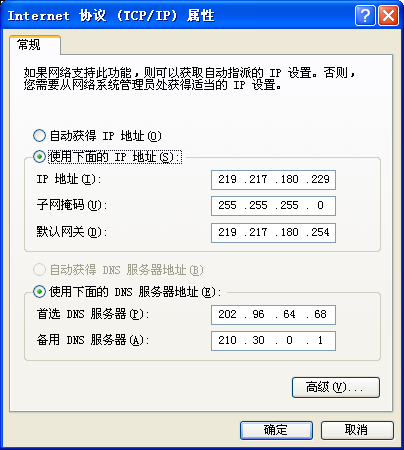 Internet 协议 (TCP/IP) 属性
常规
如果网络支持此功能，则可以获取自动指派的 IP 设置。否则，
您需要从网络系统管理员处获得适当的 IP 设置。
自动获得 IP 地址(O)
使用下面的 IP 地址(S):
IP 地址(I): 219 .217 .180 .229
子网掩码(U): 255 .255 .255 . 0
默认网关(D): 219 .217 .180 .254
自动获得 DNS 服务器地址(B)
使用下面的 DNS 服务器地址(E):
首选 DNS 服务器(P): 202 . 96 . 64 . 68
备用 DNS 服务器(A): 210 . 30 . 0 . 1
高级(V)...
确定 取消